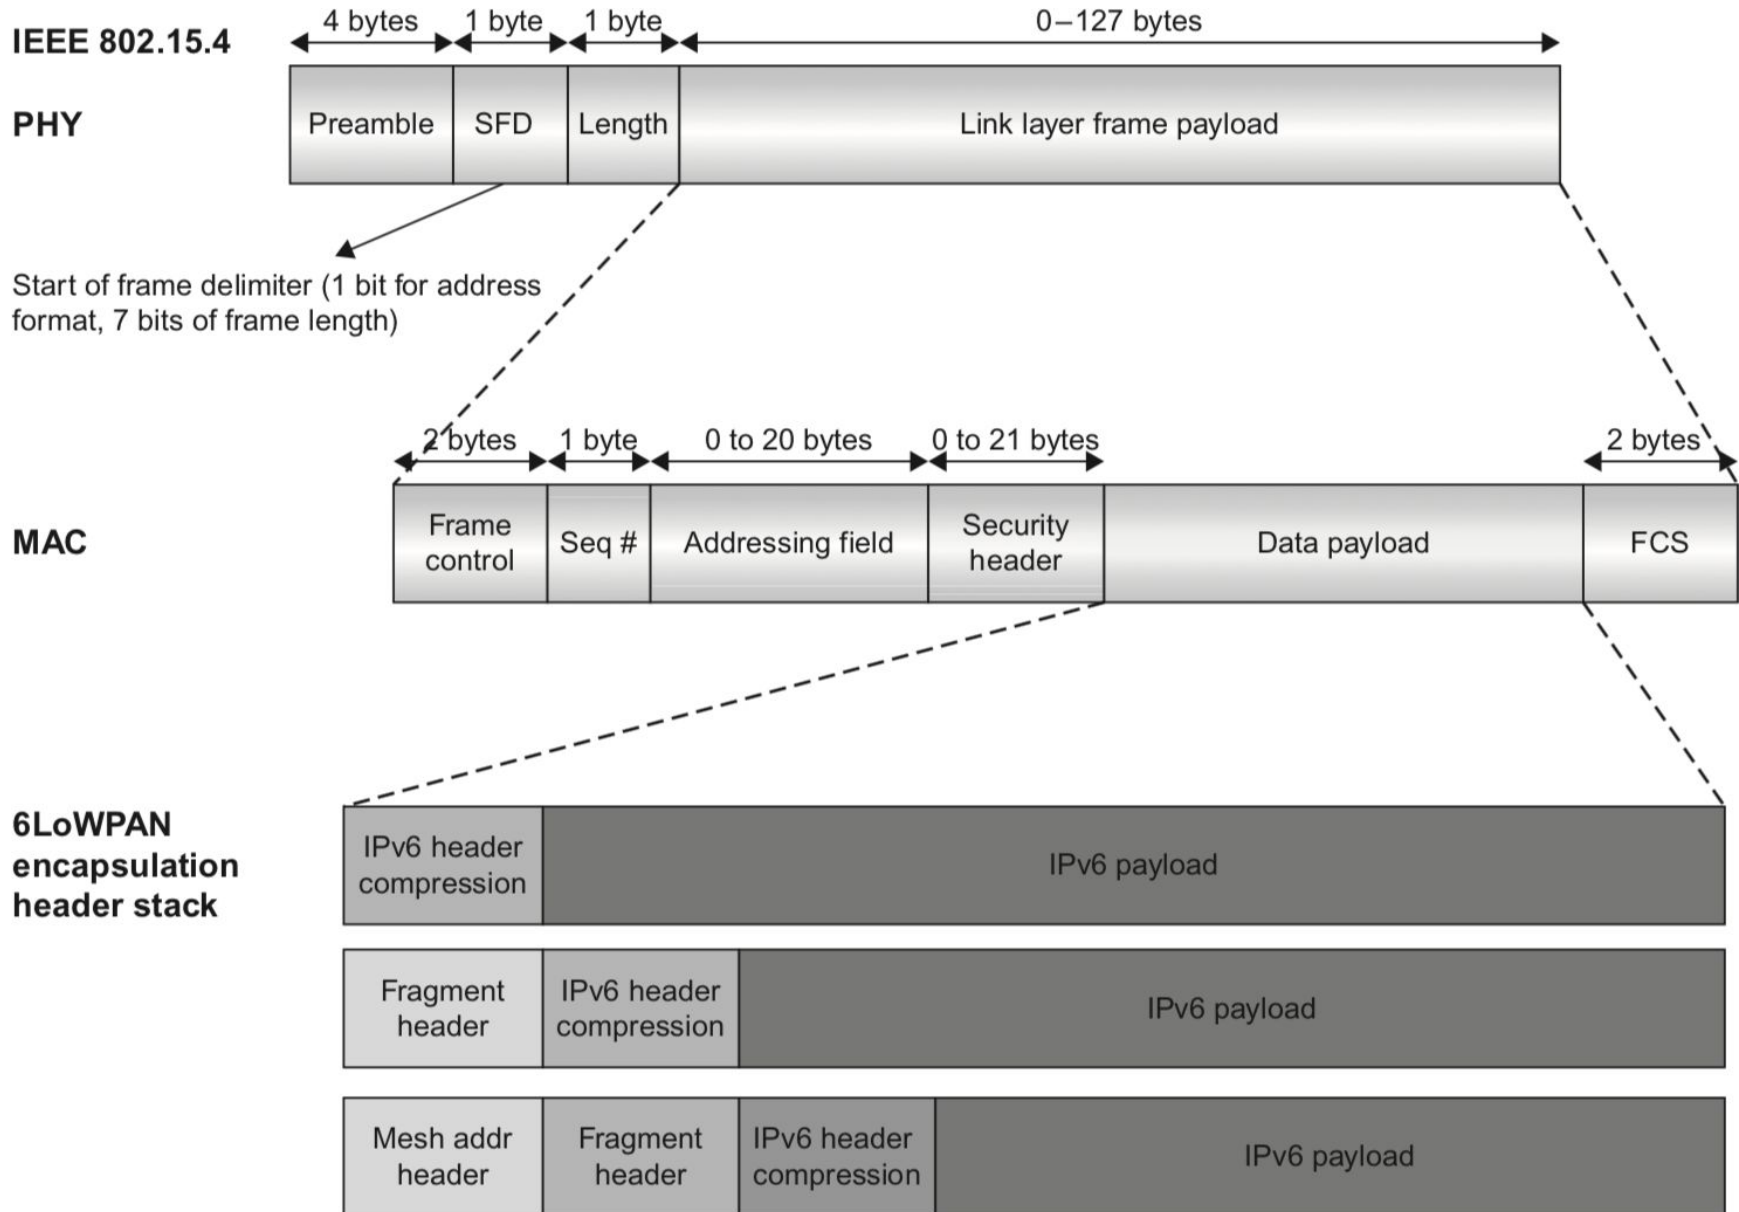 IEEE 802.15.4
4 bytes
1 byte
1 byte
0–127 bytes
PHY
Preamble
SFD
Length
Link layer frame payload
Start of frame delimiter (1 bit for address
format, 7 bits of frame length)
2 bytes
1 byte
0 to 20 bytes
0 to 21 bytes
2 bytes
MAC
Frame
control
Seq #
Addressing field
Security
header
Data payload
FCS
6LoWPAN
encapsulation
header stack
IPv6 header
compression
IPv6 payload
Fragment
header
IPv6 header
compression
IPv6 payload
Mesh addr
header
Fragment
header
IPv6 header
compression
IPv6 payload